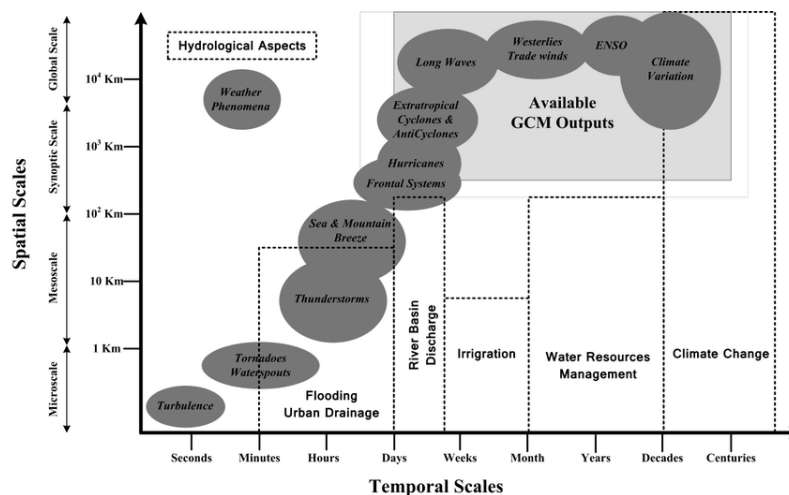 Hydrological Aspects
Weather
Phenomena
Long Waves
Westerlies
Trade winds
ENSO
Climate
Variation
Available
GCM Outputs
Extratropical
Cyclones &
AntiCyclones
Hurricanes
Frontal Systems
Sea & Mountain
Breeze
Thunderstorms
Tornadoes
Waterspouts
Turbulence
Flooding
Urban Drainage
River Basin
Discharge
Irrigration
Water Resources
Management
Climate Change
Spatial Scales
Global Scale
Synoptic Scale
Mesoscale
Microscale
10⁴ Km
10³ Km
10² Km
10 Km
1 Km
Seconds
Minutes
Hours
Days
Weeks
Month
Years
Decades
Centuries
Temporal Scales